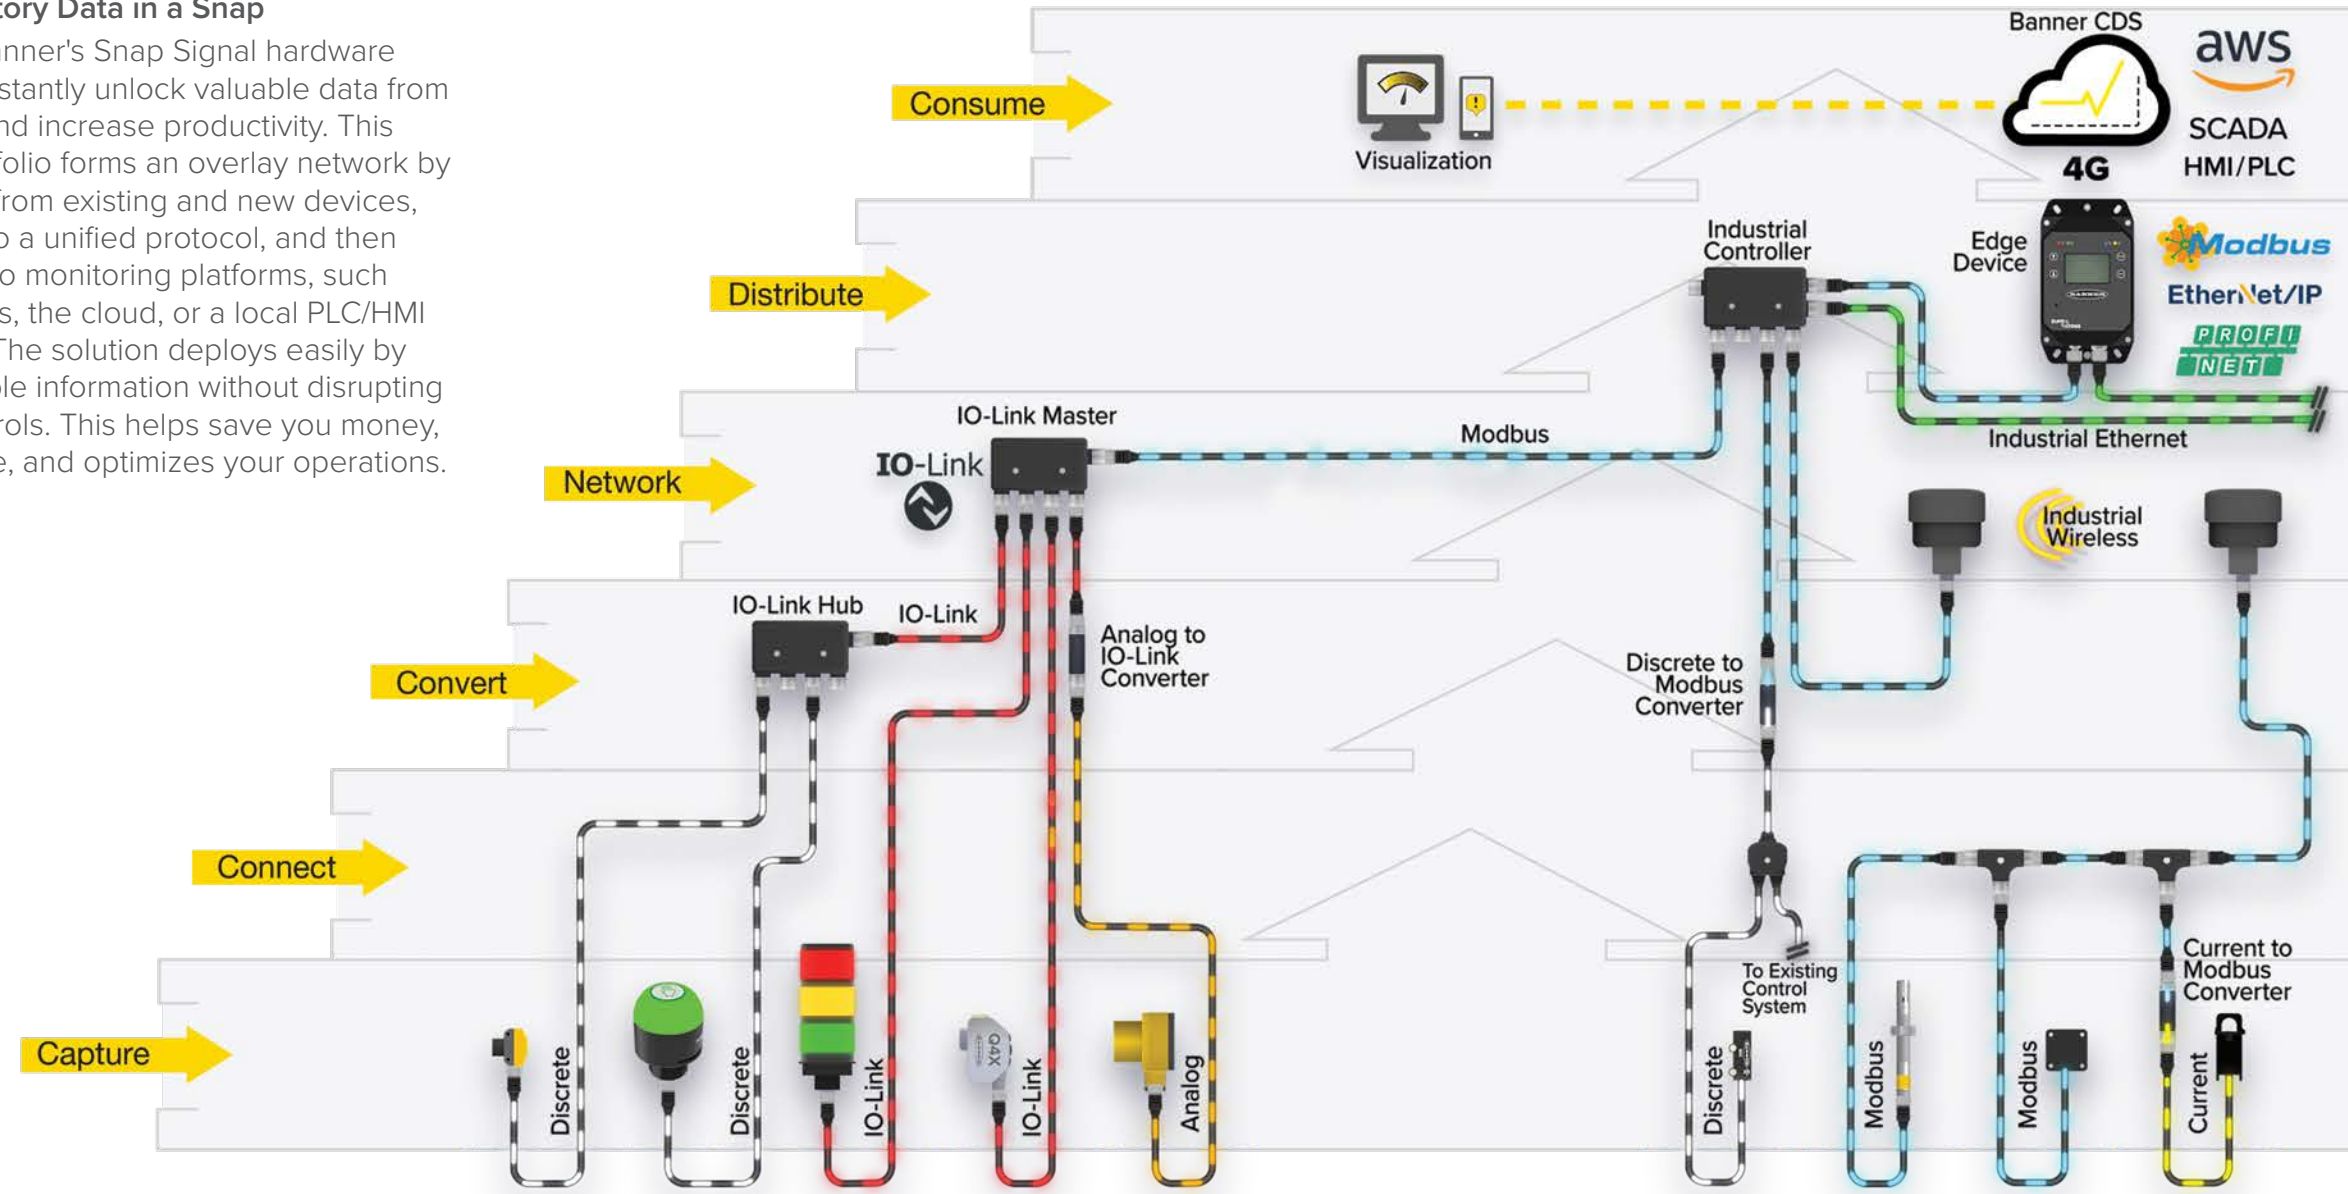 tory Data in a Snap
anner's Snap Signal hardware
stantly unlock valuable data from
nd increase productivity. This
folio forms an overlay network by
from existing and new devices,
o a unified protocol, and then
o monitoring platforms, such
s, the cloud, or a local PLC/HMI
The solution deploys easily by
ble information without disrupting
rols. This helps save you money,
e, and optimizes your operations.
Consume
Visualization
Banner CDS
4G
aws
SCADA
HMI/PLC
Distribute
Industrial
Controller
Edge
Device
BANNER
Modbus
EtherNet/IP
PROFI
NET
Industrial Ethernet
Network
IO-Link Master
IO-Link
Modbus
Industrial
Wireless
Convert
IO-Link Hub
IO-Link
Analog to
IO-Link
Converter
Discrete to
Modbus
Converter
Connect
To Existing
Control
System
Current to
Modbus
Converter
Capture
Discrete
Discrete
IO-Link
Q4X
IO-Link
Analog
Discrete
Modbus
Modbus
Current